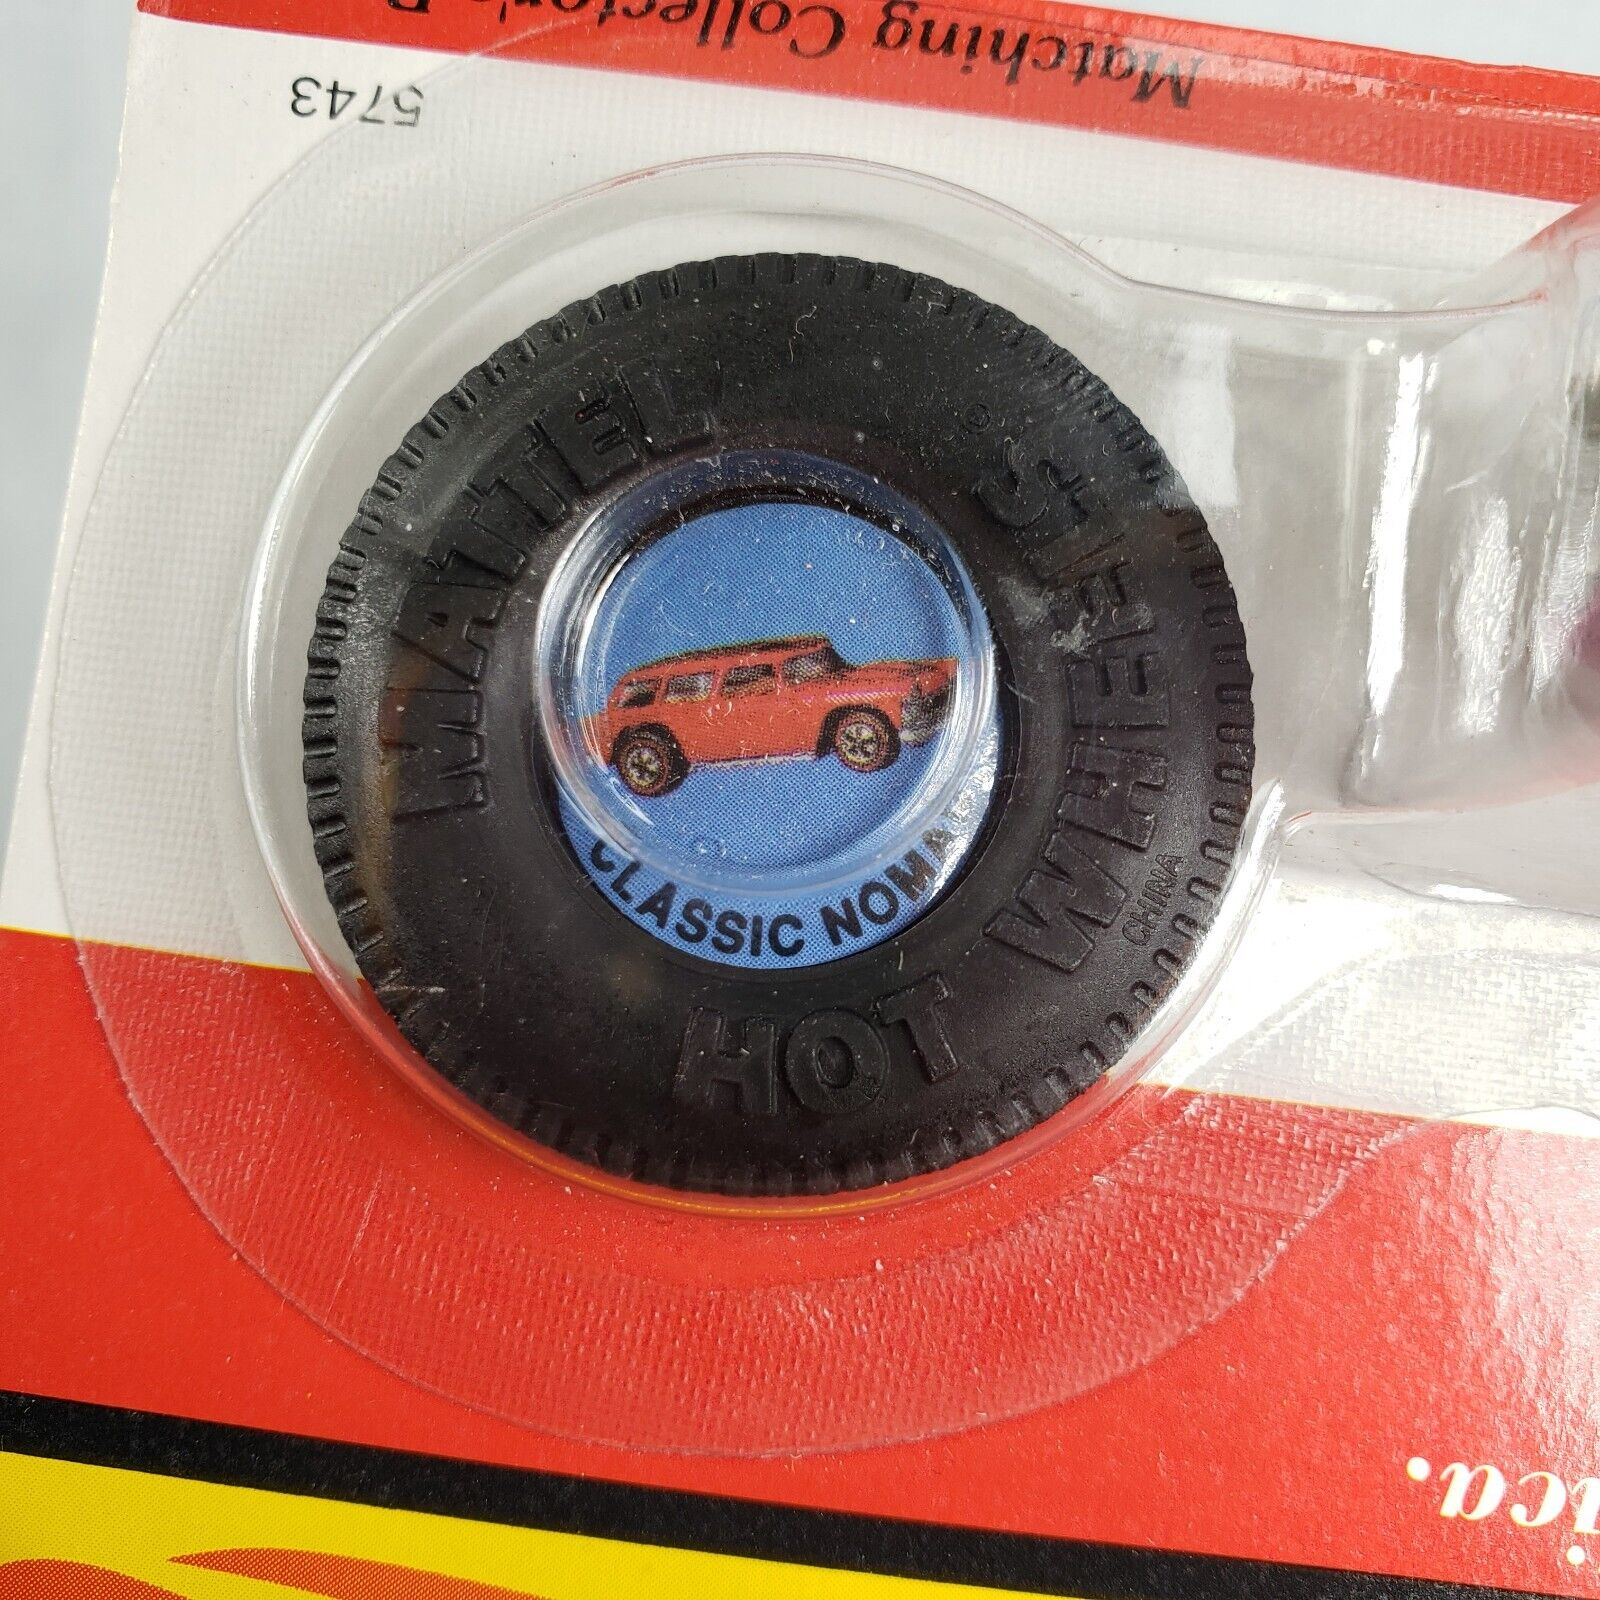 Matching Collector's
5743
MATTEL
HOT WHEELS®
CHINA
CLASSIC NOMA
ica.